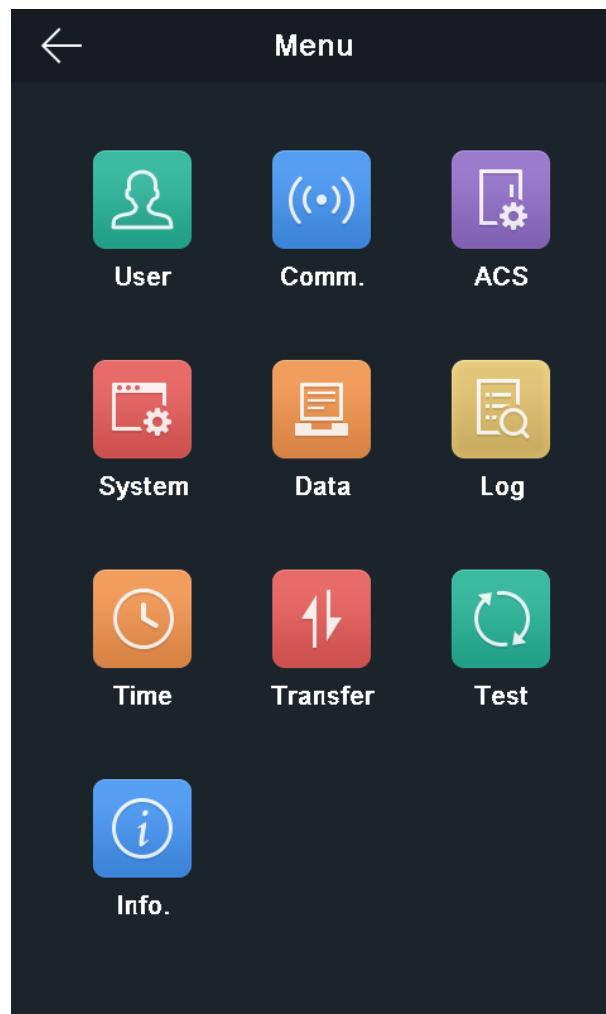 Menu
User Comm. ACS
System Data Log
Time Transfer Test
Info.